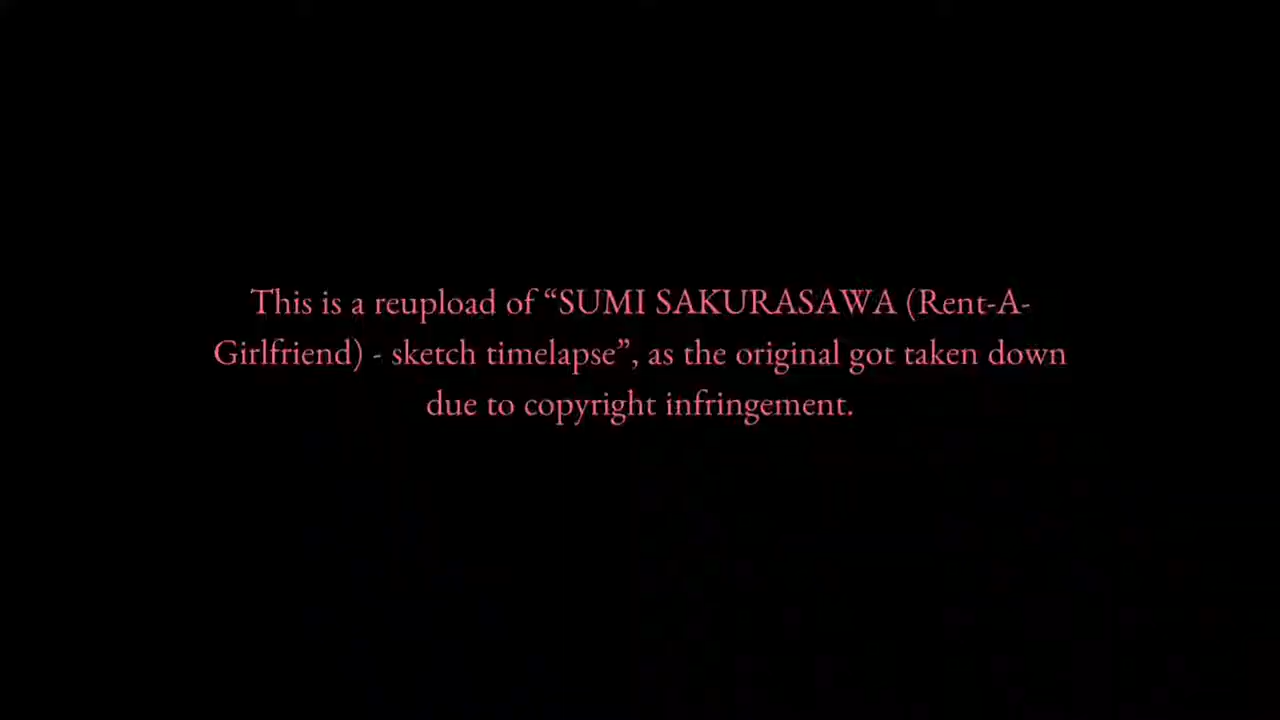 This is a reupload of “SUMI SAKURASAWA (Rent-A-
Girlfriend) - sketch timelapse”, as the original got taken down
due to copyright infringement.